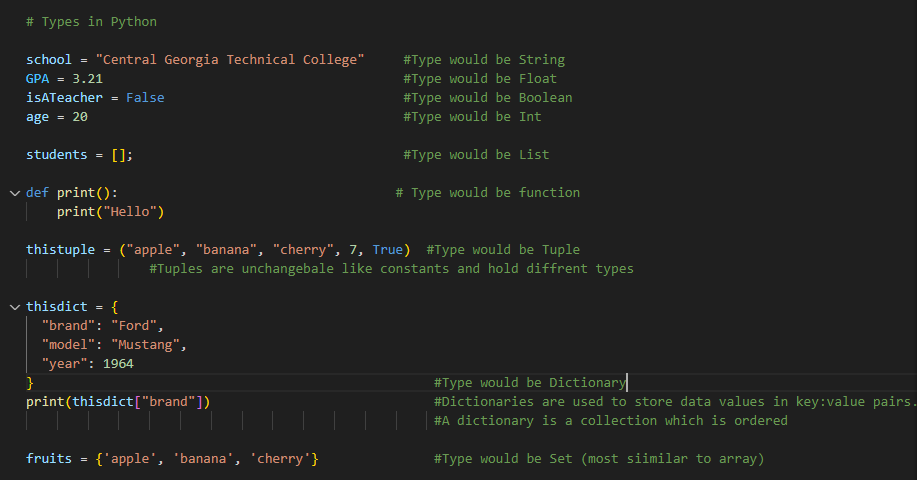 # Types in Python
school = "Central Georgia Technical College" #Type would be String
GPA = 3.21 #Type would be Float
isATeacher = False #Type would be Boolean
age = 20 #Type would be Int
students = []; #Type would be List
def print(): # Type would be function
print("Hello")
thistuple = ("apple", "banana", "cherry", 7, True) #Type would be Tuple
#Tuples are unchangebale like constants and hold diffrent types
thisdict = {
"brand": "Ford",
"model": "Mustang",
"year": 1964
} #Type would be Dictionary
print(thisdict["brand"]) #Dictionaries are used to store data values in key:value pairs.
#A dictionary is a collection which is ordered
fruits = {'apple', 'banana', 'cherry'} #Type would be Set (most siimilar to array)